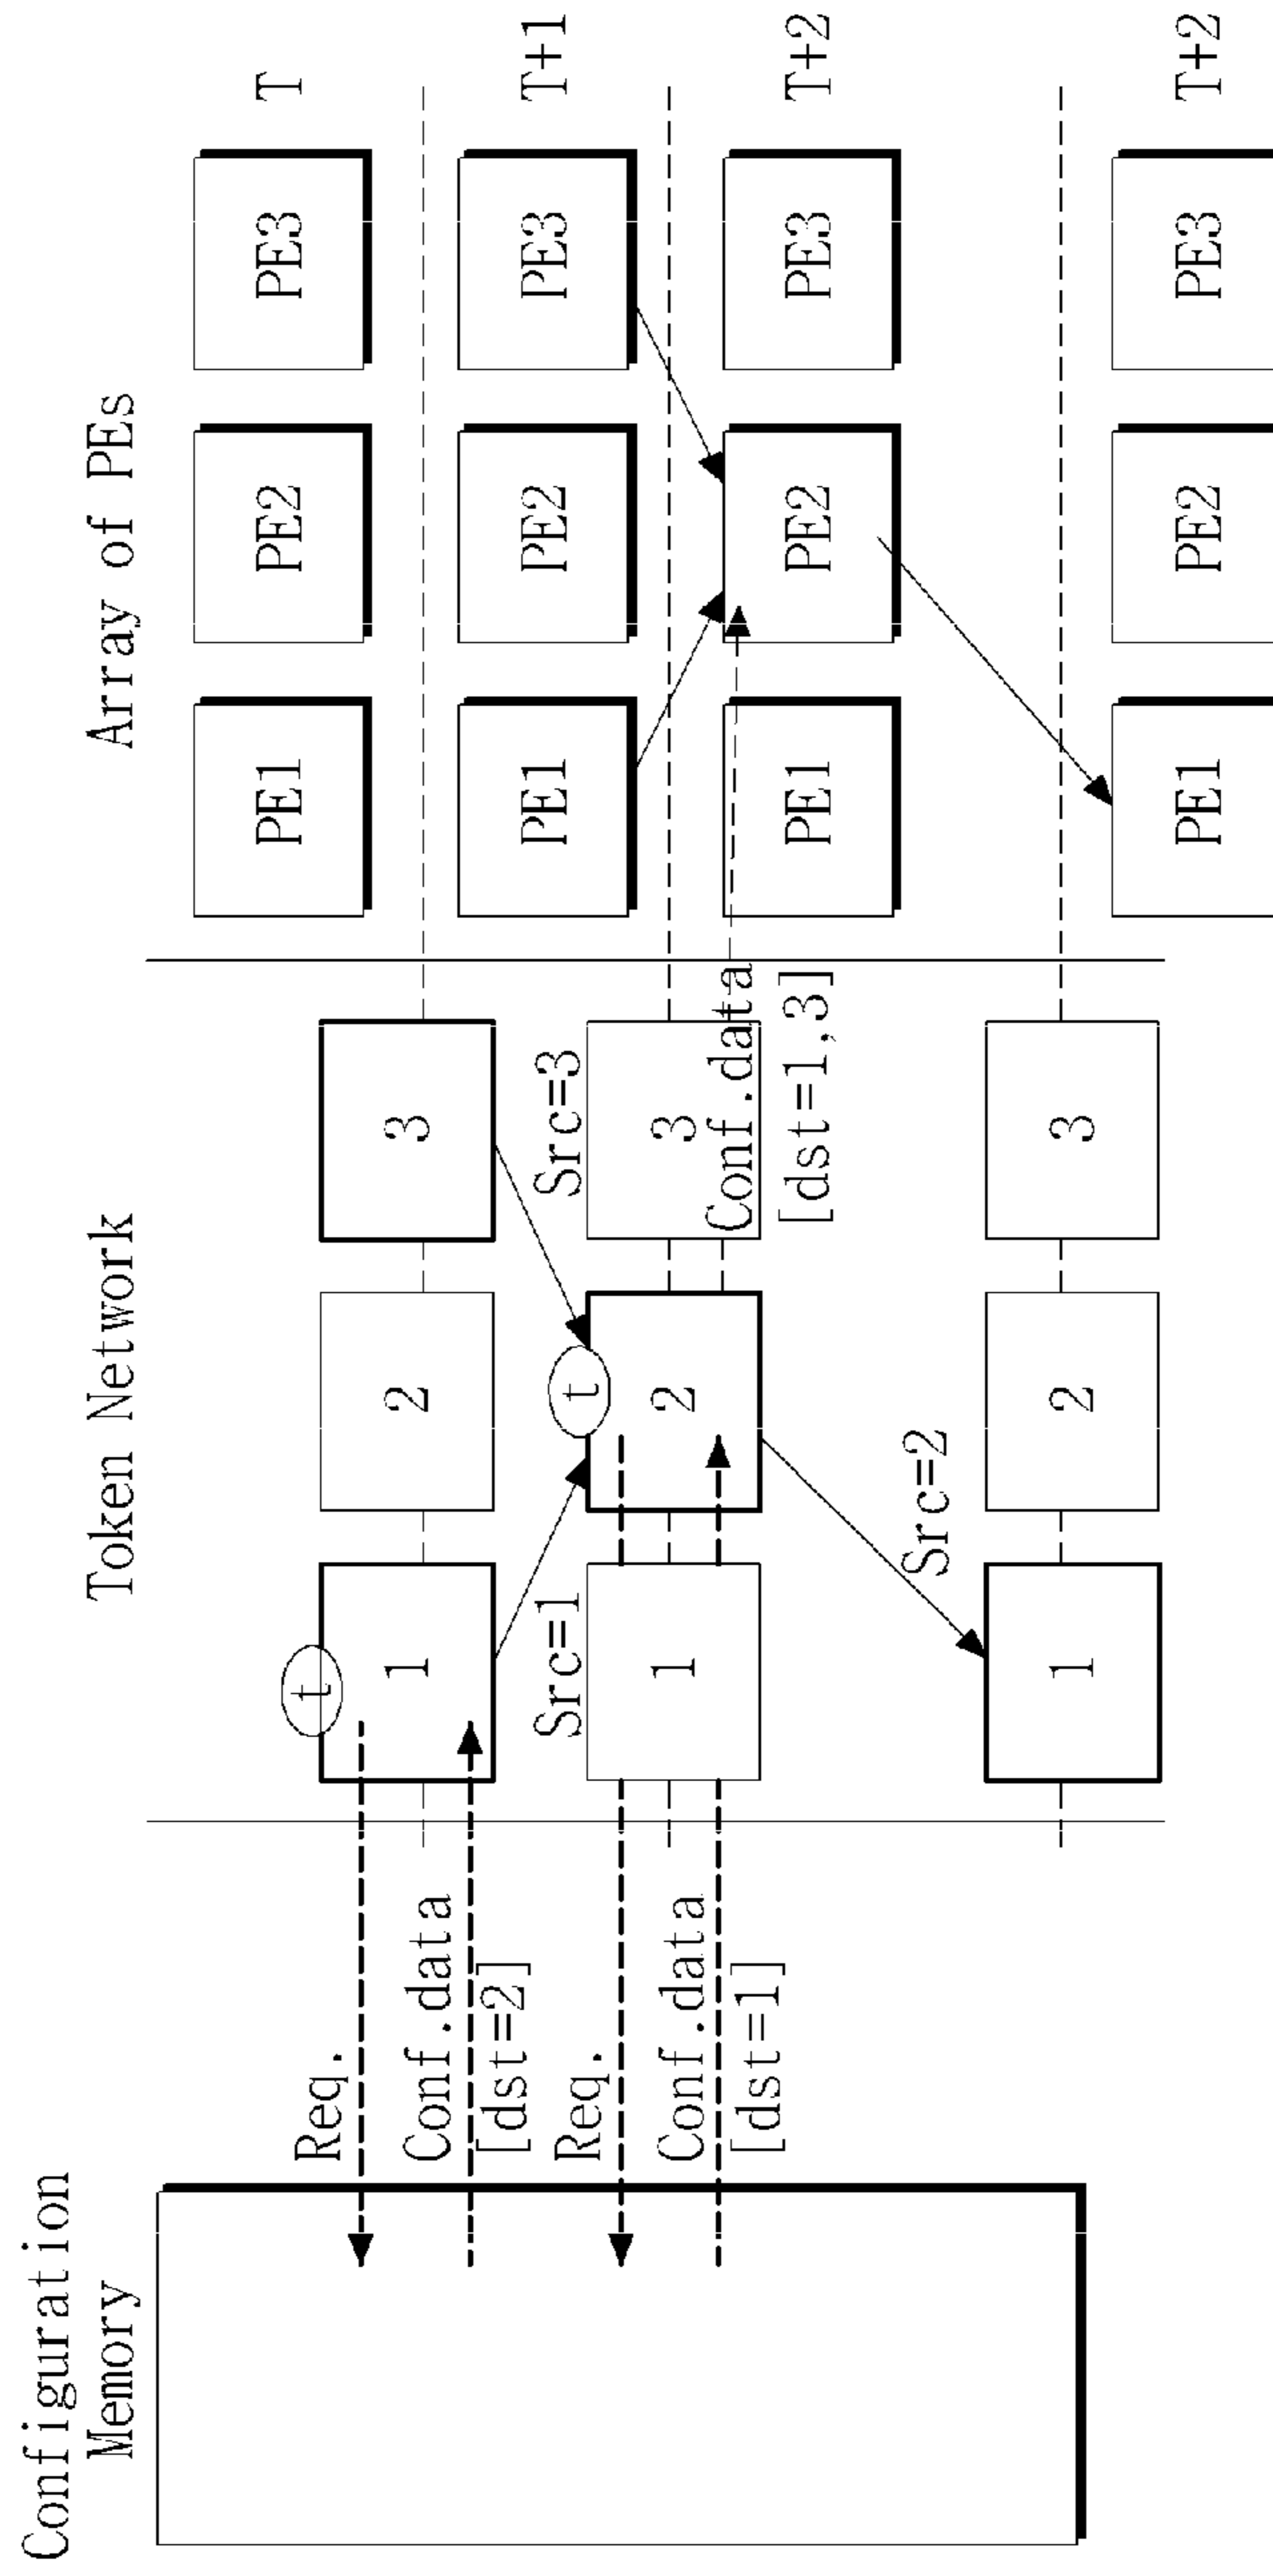 Configuration
Memory
Token Network
Array of PEs
PE1
PE2
PE3
T
t
1
2
3
Req.
Conf.data
[dst=2]
Src=1
Src=3
PE1
PE2
PE3
T+1
t
1
2
3
Req.
Conf.data
[dst=1]
Conf.data
[dst=1,3]
PE1
PE2
PE3
T+2
Src=2
1
2
3
PE1
PE2
PE3
T+2